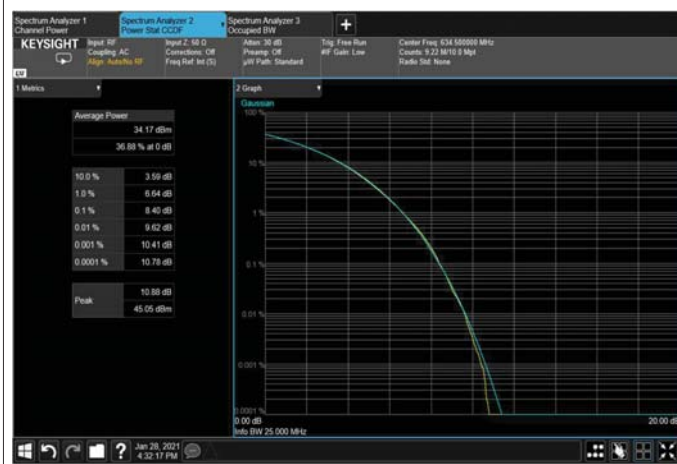 Spectrum Analyzer 1
Channel Power
Spectrum Analyzer 2
Power Stat CCDF
Spectrum Analyzer 3
Occupied BW
+
KEYSIGHT
Input: RF
Coupling: AC
Align: Auto/No RF
Input Z: 50 Ω
Corrections: Off
Freq Ref: Int (S)
Atten: 30 dB
Preamp: Off
µW Path: Standard
Trig: Free Run
#IF Gain: Low
Center Freq: 634.500000 MHz
Counts: 9.22 M/10.0 Mpt
Radio Std: None
LXI
1 Metrics
Average Power
34.17 dBm
36.88 % at 0 dB
10.0 % 3.59 dB
1.0 % 6.64 dB
0.1 % 8.40 dB
0.01 % 9.62 dB
0.001 % 10.41 dB
0.0001 % 10.78 dB
Peak
10.88 dB
45.05 dBm
2 Graph
Gaussian
100 %
10 %
1 %
0.1 %
0.01 %
0.001 %
0.0001 %
0.00 dB
20.00 dB
Info BW 25.000 MHz
?
Jan 28, 2021
4:32:17 PM